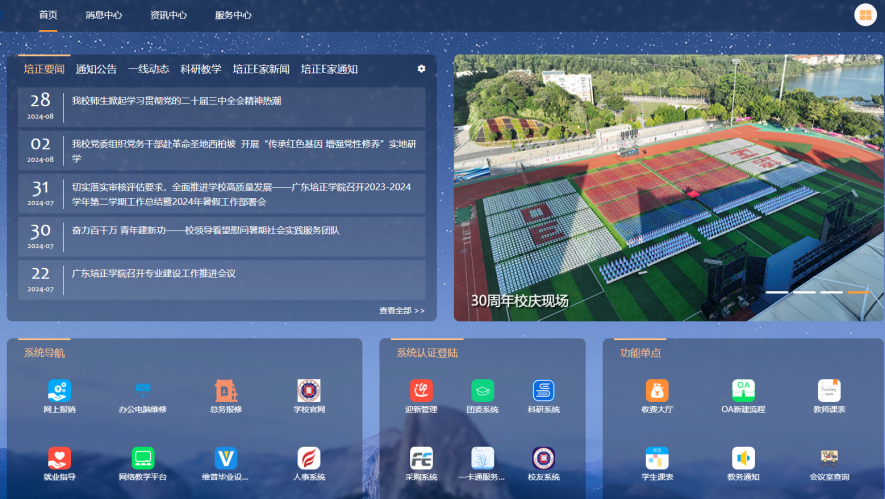 首页 消息中心 资讯中心 服务中心
培正要闻 通知公告 一线动态 科研教学 培正E家新闻 培正E家通知
28
2024-08
我校师生掀起学习贯彻党的二十届三中全会精神热潮
02
2024-08
我校党委组织党务干部赴革命圣地西柏坡 开展“传承红色基因 增强党性修养”实地研
学
31
2024-07
切实落实审核评估要求，全面推进学校高质量发展——广东培正学院召开2023-2024
学年第二学期工作总结暨2024年暑假工作部署会
30
2024-07
奋力百千万 青年建新功——校领导看望慰问暑期社会实践服务团队
22
2024-07
广东培正学院召开专业建设工作推进会议
查看全部 >>
30周年校庆现场
系统导航
网上报销 办公电脑维修 总务报修 学校官网
就业指导 网络教学平台 维普毕业设... 人事系统
系统认证登陆
迎新管理 团委系统 科研系统
采购系统 一卡通服务... 校友系统
功能单点
收费大厅 OA新建流程 教师课表
学生课表 教务通知 会议室查询